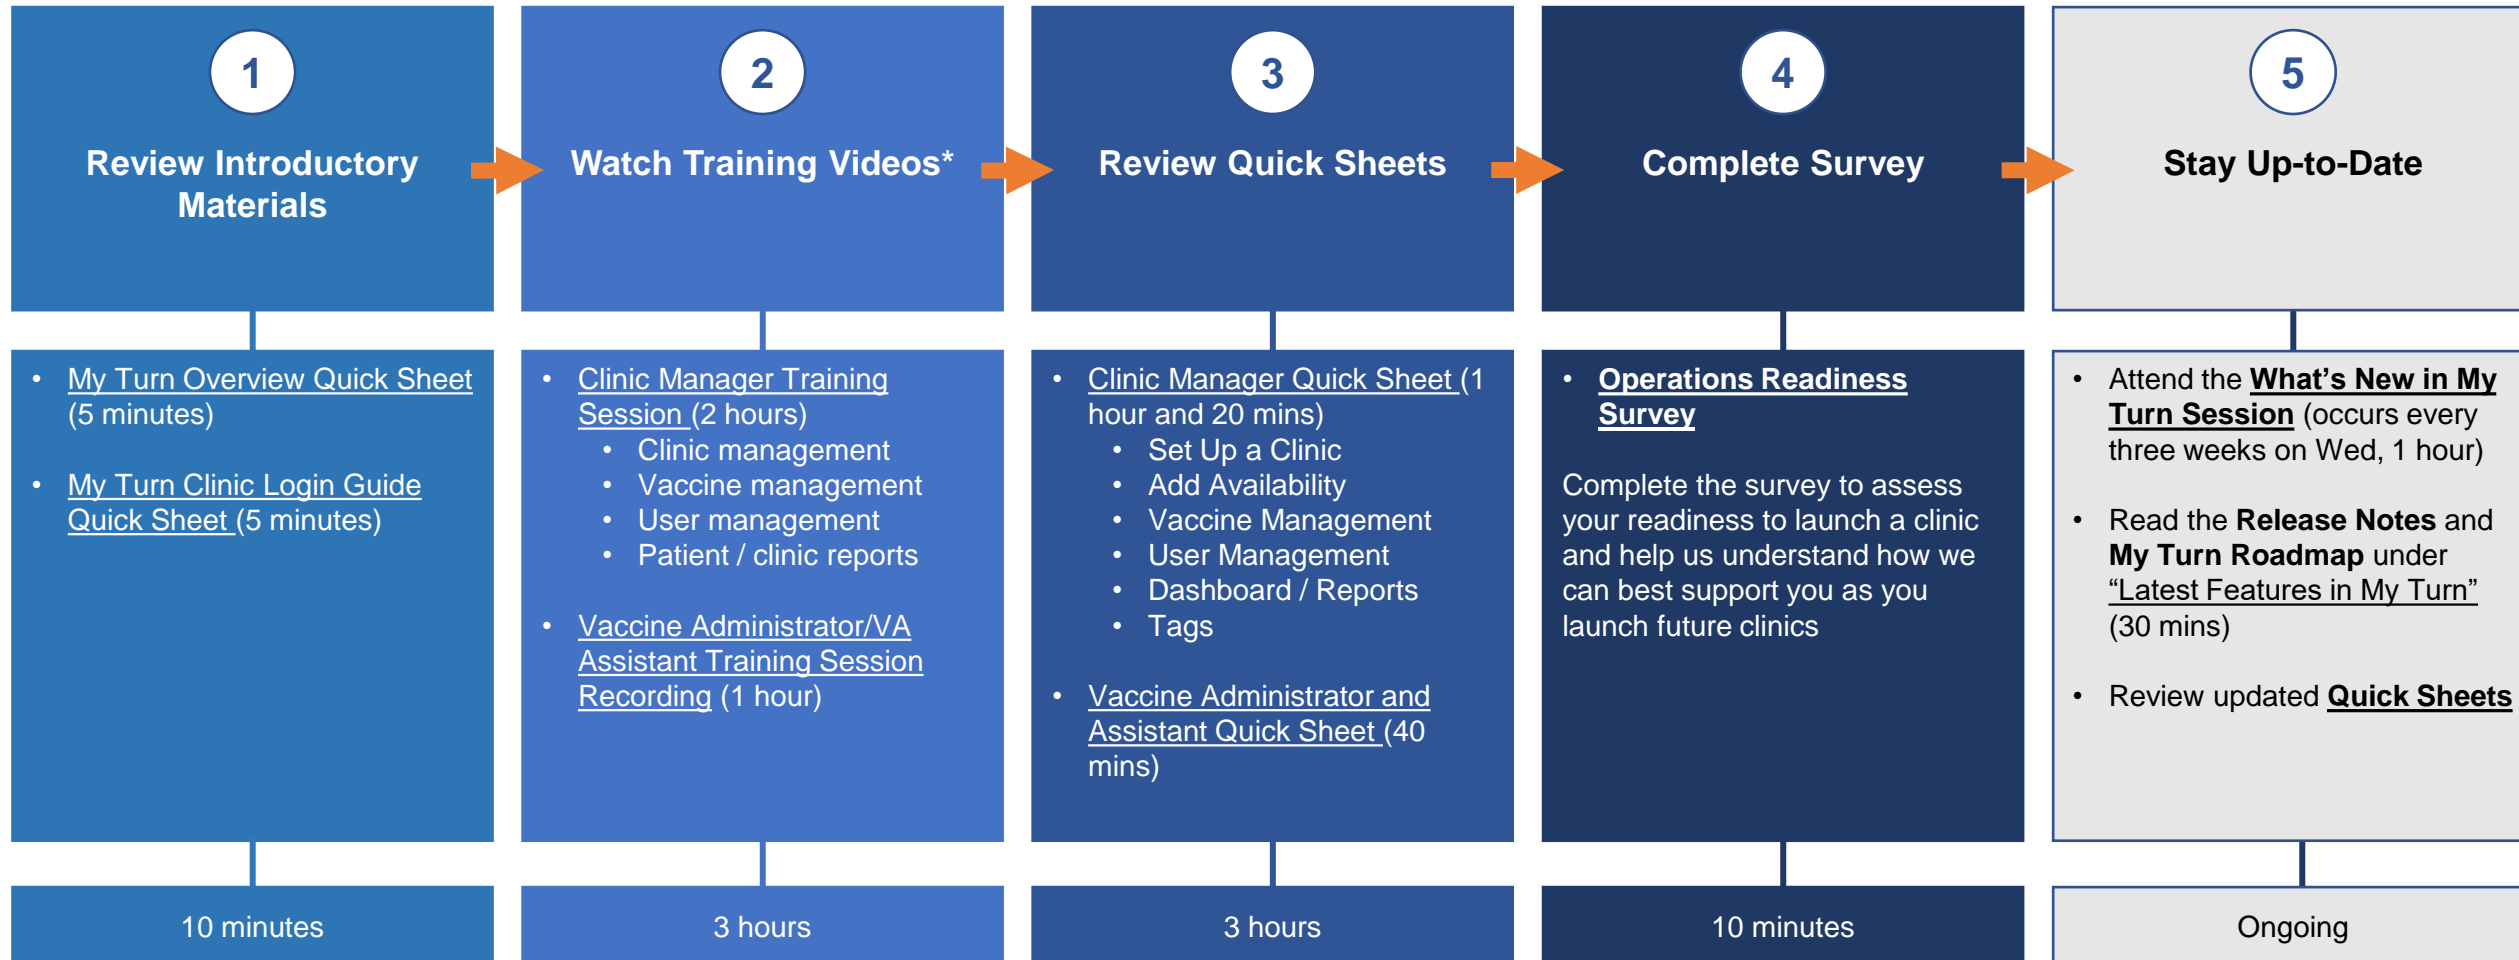 1
Review Introductory
Materials
• My Turn Overview Quick Sheet
(5 minutes)
• My Turn Clinic Login Guide
Quick Sheet (5 minutes)
10 minutes
2
Watch Training Videos*
• Clinic Manager Training
Session (2 hours)
• Clinic management
• Vaccine management
• User management
• Patient / clinic reports
• Vaccine Administrator/VA
Assistant Training Session
Recording (1 hour)
3 hours
3
Review Quick Sheets
• Clinic Manager Quick Sheet (1
hour and 20 mins)
• Set Up a Clinic
• Add Availability
• Vaccine Management
• User Management
• Dashboard / Reports
• Tags
• Vaccine Administrator and
Assistant Quick Sheet (40
mins)
3 hours
4
Complete Survey
• Operations Readiness
Survey
Complete the survey to assess
your readiness to launch a clinic
and help us understand how we
can best support you as you
launch future clinics
10 minutes
5
Stay Up-to-Date
• Attend the What’s New in My
Turn Session (occurs every
three weeks on Wed, 1 hour)
• Read the Release Notes and
My Turn Roadmap under
“Latest Features in My Turn”
(30 mins)
• Review updated Quick Sheets
Ongoing